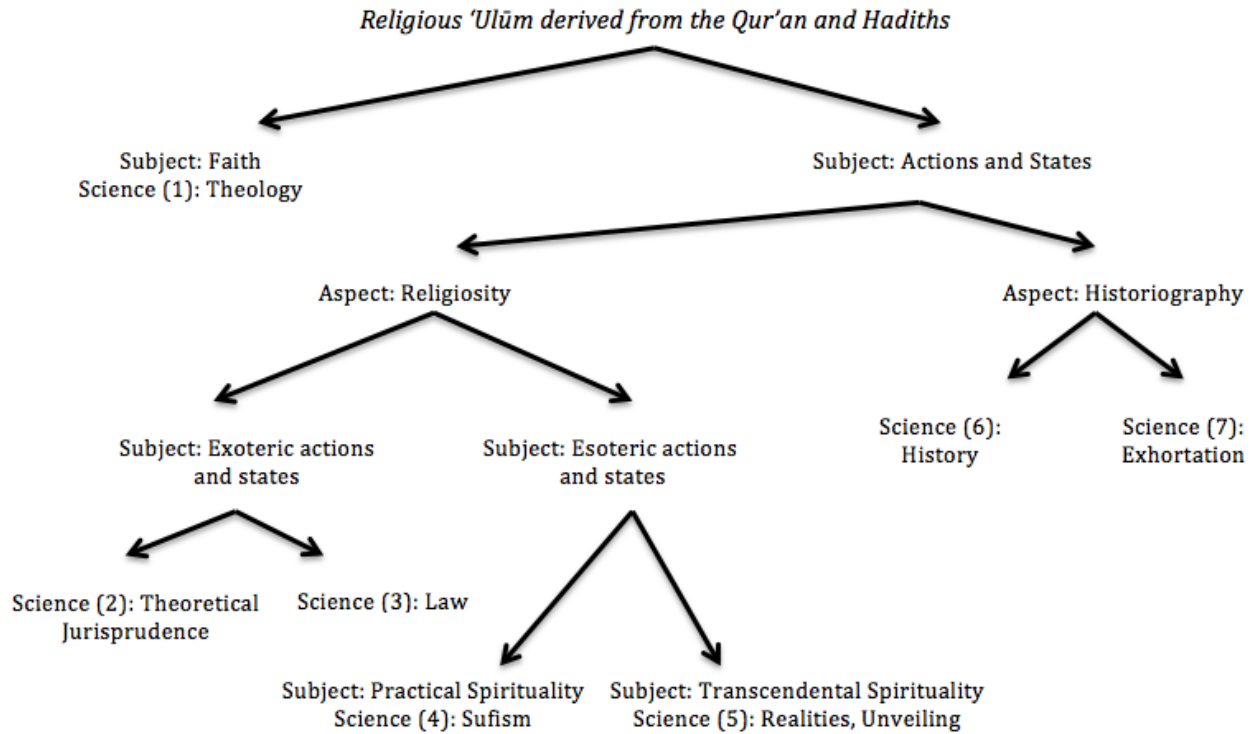 Religious ‘Ulūm derived from the Qur’an and Hadiths
Subject: Faith
Science (1): Theology
Subject: Actions and States
Aspect: Religiosity
Aspect: Historiography
Subject: Exoteric actions
and states
Subject: Esoteric actions
and states
Science (6):
History
Science (7):
Exhortation
Science (2): Theoretical
Jurisprudence
Science (3): Law
Subject: Practical Spirituality
Science (4): Sufism
Subject: Transcendental Spirituality
Science (5): Realities, Unveiling